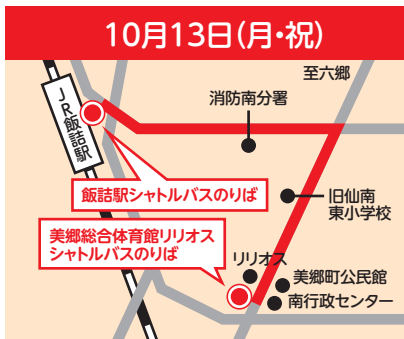 10月13日(月・祝)
至六郷
消防南分署
JR飯詰駅
飯詰駅シャトルバスのりば
旧仙南
東小学校
美郷総合体育館リリオス
シャトルバスのりば
リリオス
美郷町公民館
南行政センター